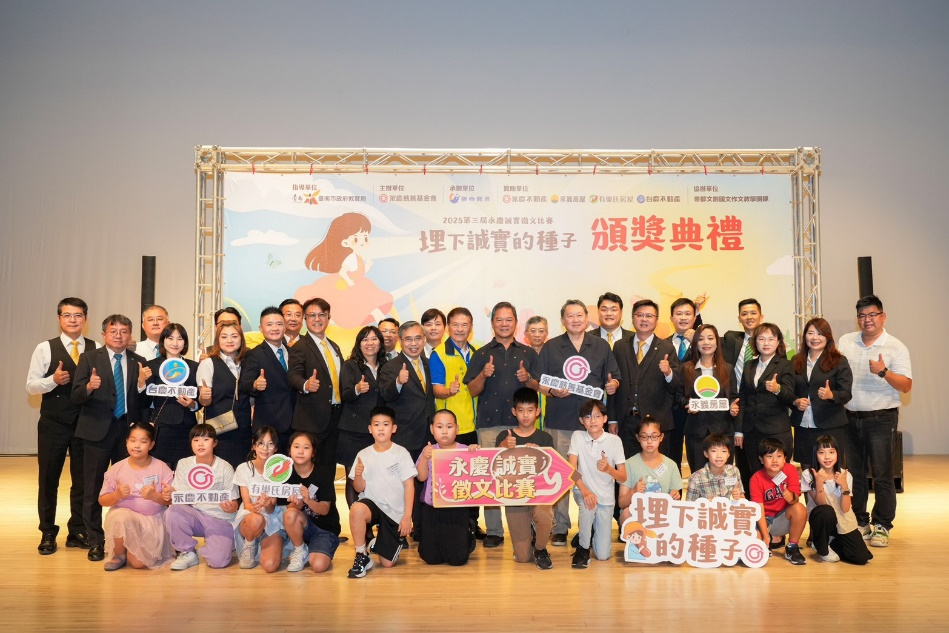 指導單位
臺南市政府教育局
主辦單位
永慶慈善基金會
承辦單位
聯合報系
贊助單位
永慶不動產
永義房屋
有巢氏房屋
台慶不動產
協辦單位
2025第三屆永慶誠實徵文比賽
埋下誠實的種子
頒獎典禮
台慶不動產
永慶慈善基金會
永義房屋
永慶不動產
有巢氏房屋
永慶 誠實
徵文比賽
埋下誠實
的種子